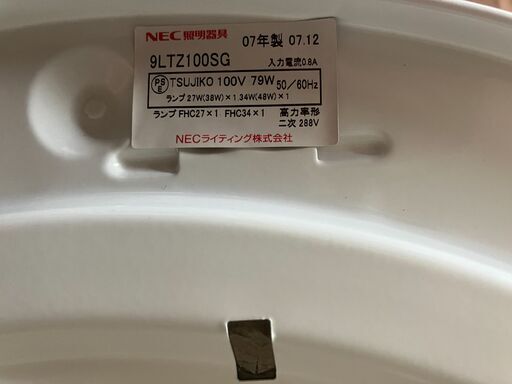 NEC 照明器具 07年製 07.12
9LTZ100SG 入力電流0.8A
PS E TSUJIKO 100V 79W 50/60Hz
ランプ 27W(38W)×1.34W(48W)×1
ランプ FHC27×1 FHC34×1 高力率形
二次 288V
NECライティング株式会社